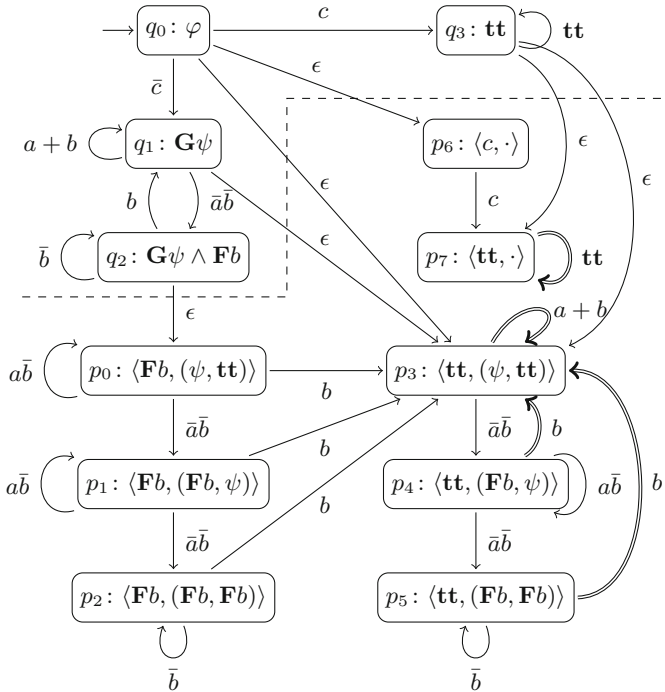 q₀: φ
c
q₃: tt
tt
c̄
ϵ
a + b
q₁: Gψ
p₆: ⟨c, ·⟩
ϵ
ϵ
ϵ
b
āb̄
c
ϵ
b̄
q₂: Gψ ∧ Fb
p₇: ⟨tt, ·⟩
tt
ϵ
a + b
ab̄
p₀: ⟨Fb, (ψ, tt)⟩
b
p₃: ⟨tt, (ψ, tt)⟩
āb̄
b
āb̄
b
ab̄
p₁: ⟨Fb, (Fb, ψ)⟩
p₄: ⟨tt, (Fb, ψ)⟩
ab̄
b
āb̄
b
āb̄
p₂: ⟨Fb, (Fb, Fb)⟩
p₅: ⟨tt, (Fb, Fb)⟩
b̄
b̄